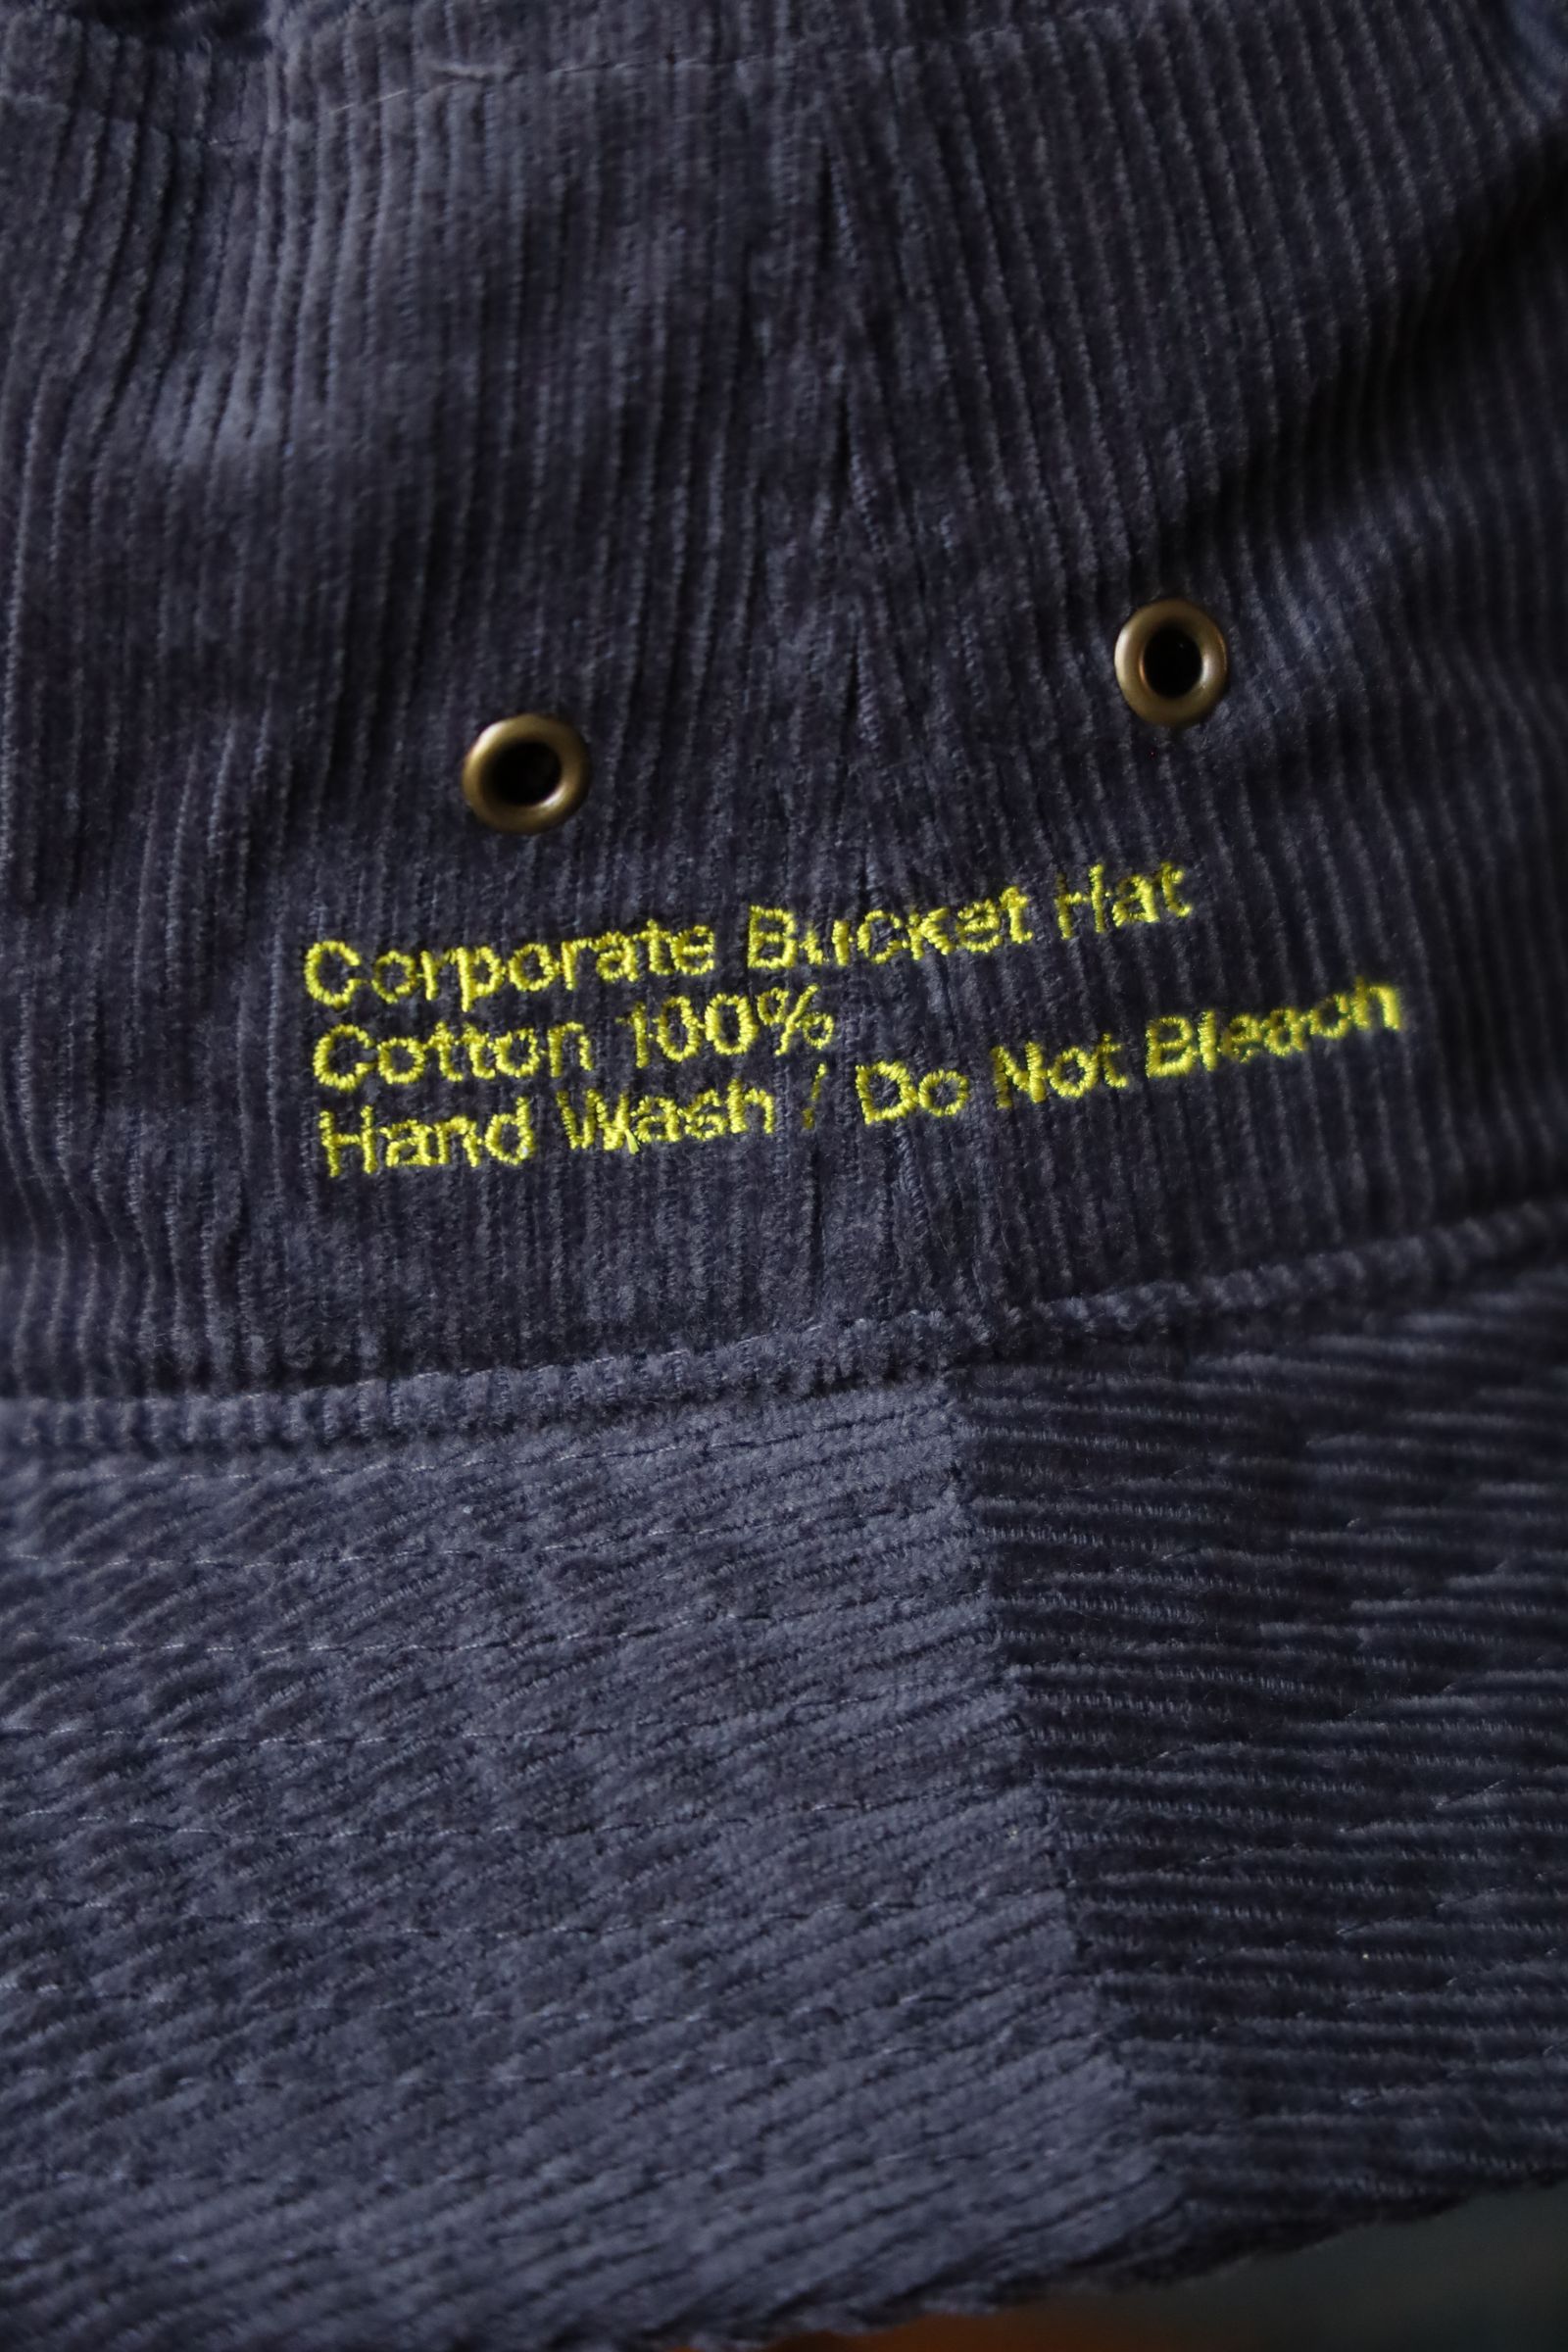 Corporate Bucket Hat
Cotton 100%
Hand Wash / Do Not Bleach